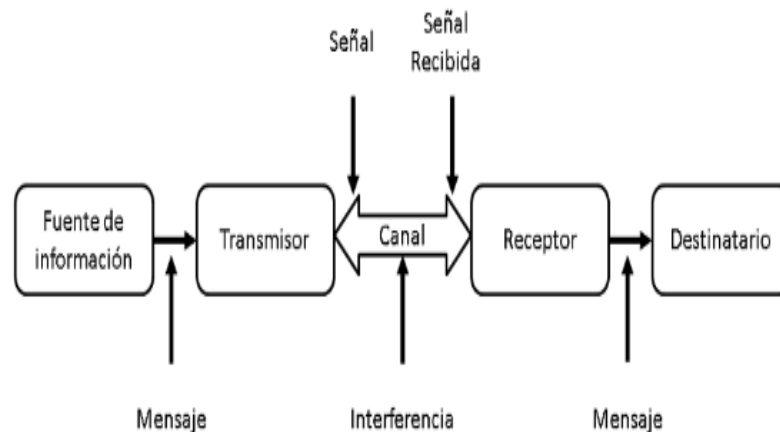 Señal
Señal
Recibida
Fuente de
información
Transmisor
Canal
Receptor
Destinatario
Mensaje
Interferencia
Mensaje